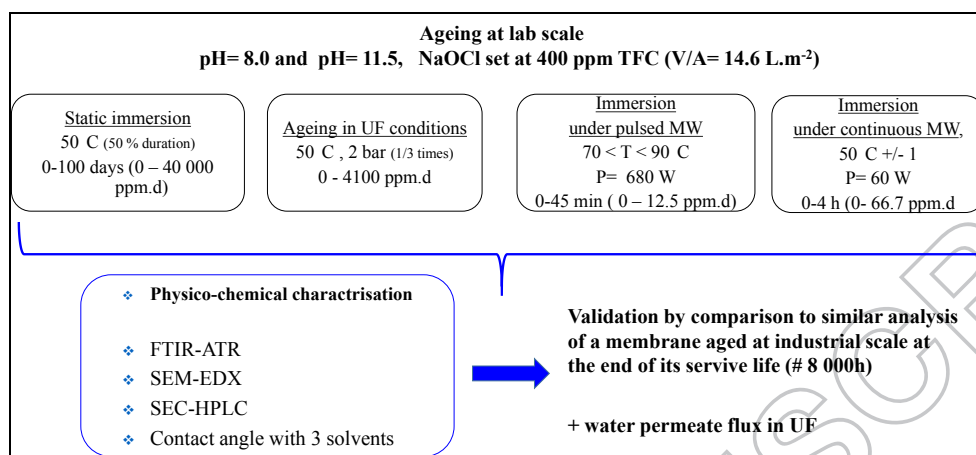 Ageing at lab scale
pH= 8.0 and pH= 11.5, NaOCl set at 400 ppm TFC (V/A= 14.6 L.m-2)
Static immersion
50 C (50 % duration)
0-100 days (0 – 40 000
ppm.d)
Ageing in UF conditions
50 C , 2 bar (1/3 times)
0 - 4100 ppm.d
Immersion
under pulsed MW
70 < T < 90 C
P= 680 W
0-45 min ( 0 – 12.5 ppm.d)
Immersion
under continuous MW,
50 C +/- 1
P= 60 W
0-4 h (0- 66.7 ppm.d
Physico-chemical charactrisation
FTIR-ATR
SEM-EDX
SEC-HPLC
Contact angle with 3 solvents
Validation by comparison to similar analysis
of a membrane aged at industrial scale at
the end of its servive life (# 8 000h)
+ water permeate flux in UF